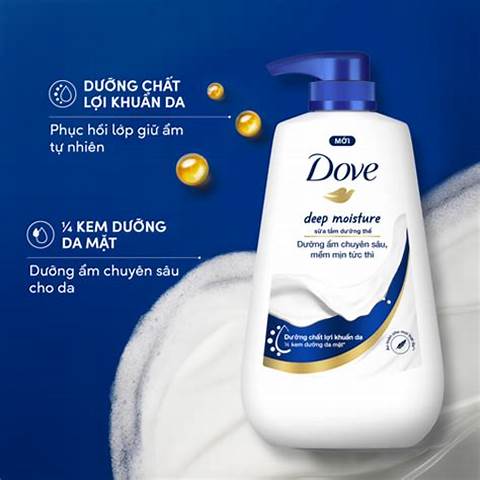 DƯỠNG CHẤT
LỢI KHUẨN DA
Phục hồi lớp giữ ẩm
tự nhiên
¼ KEM DƯỠNG
DA MẶT
Dưỡng ẩm chuyên sâu
cho da
MỚI
Dove
deep moisture
sữa tắm dưỡng thể
Dưỡng ẩm chuyên sâu,
mềm mịn tức thì
Dưỡng chất lợi khuẩn da
¼ kem dưỡng da mặt*